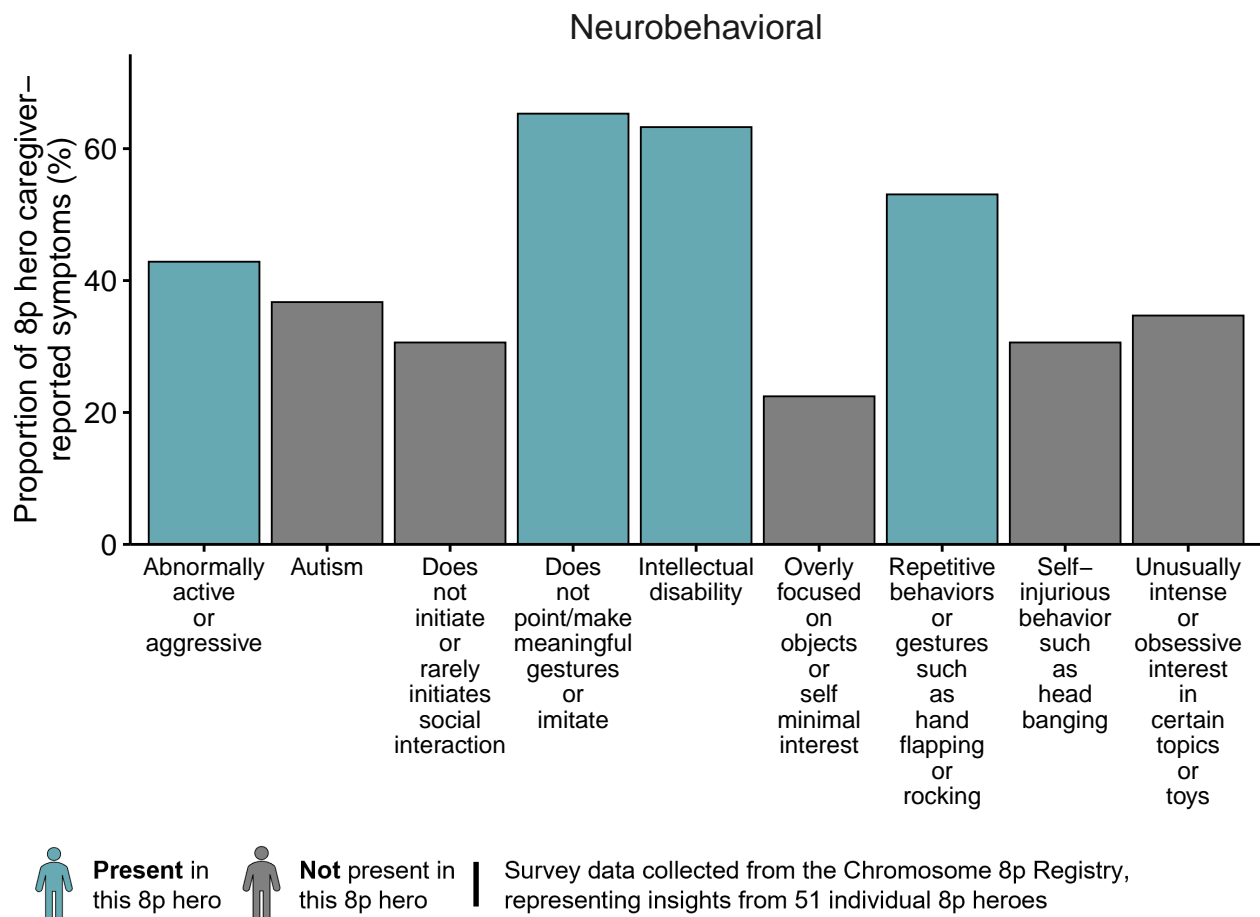 Neurobehavioral
Proportion of 8p hero caregiver–
reported symptoms (%)
60
40
20
0
Abnormally
active
or
aggressive
Autism
Does
not
initiate
or
rarely
initiates
social
interaction
Does
not
point/make
meaningful
gestures
or
imitate
Intellectual
disability
Overly
focused
on
objects
or
self
minimal
interest
Repetitive
behaviors
or
gestures
such
as
hand
flapping
or
rocking
Self–
injurious
behavior
such
as
head
banging
Unusually
intense
or
obsessive
interest
in
certain
topics
or
toys
Present in
this 8p hero
Not present in
this 8p hero
Survey data collected from the Chromosome 8p Registry,
representing insights from 51 individual 8p heroes